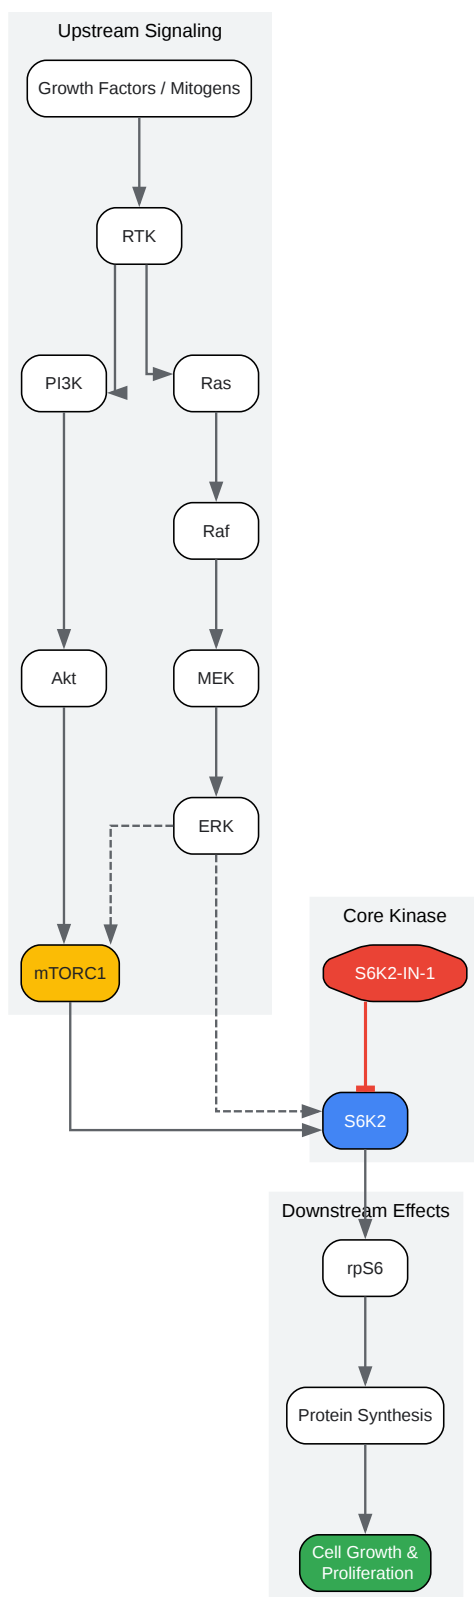 Upstream Signaling
Growth Factors / Mitogens
RTK
PI3K
Ras
Raf
Akt
MEK
ERK
Core Kinase
mTORC1
S6K2-IN-1
S6K2
Downstream Effects
rpS6
Protein Synthesis
Cell Growth &
Proliferation